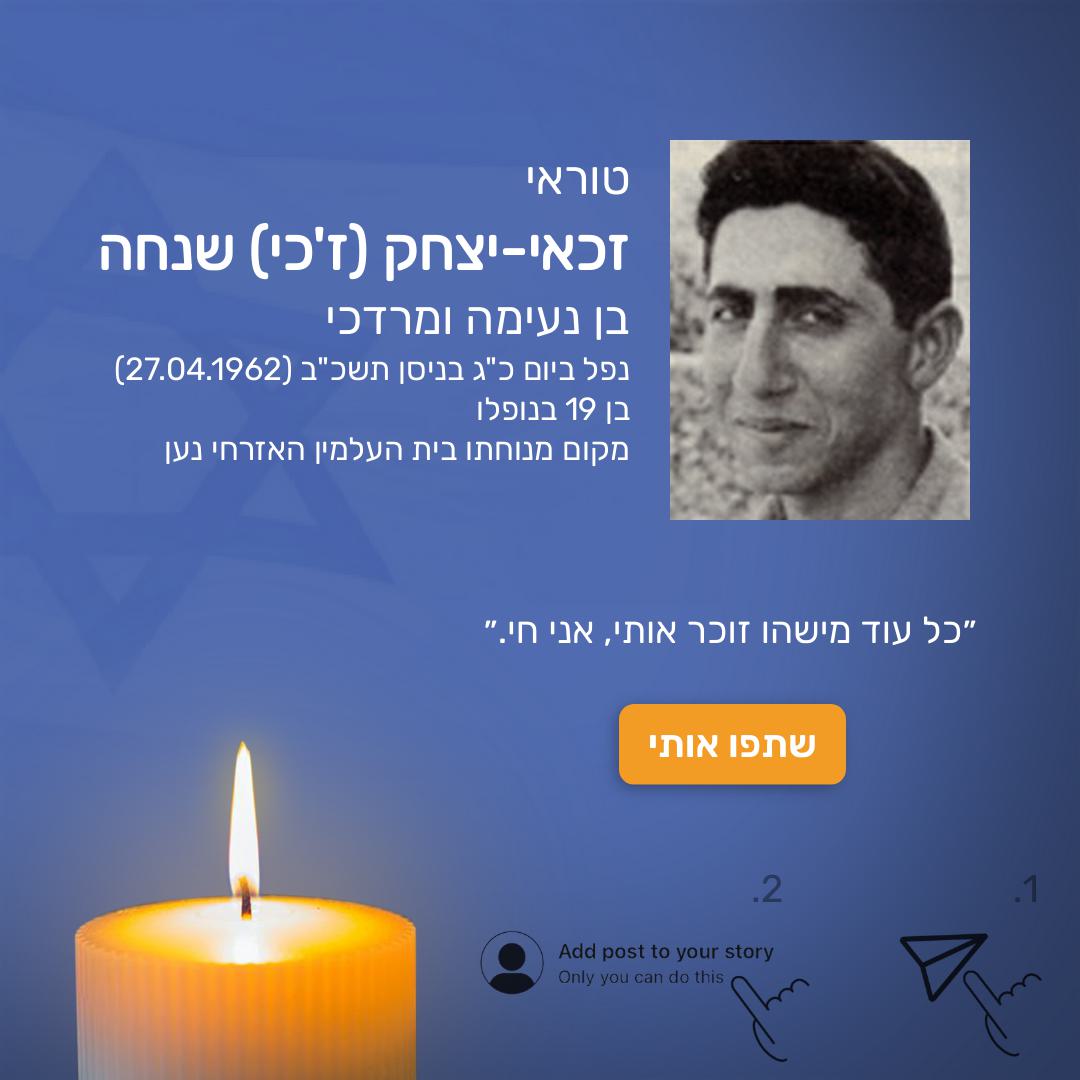 טוראי
זכאי-יצחק (ז'כי) שנחה
בן נעימה ומרדכי
נפל ביום כ"ג בניסן תשכ"ב (27.04.1962)
בן 19 בנופלו
מקום מנוחתו בית העלמין האזרחי נען
״כל עוד מישהו זוכר אותי, אני חי.״
שתפו אותי
.1
.2
Add post to your story
Only you can do this